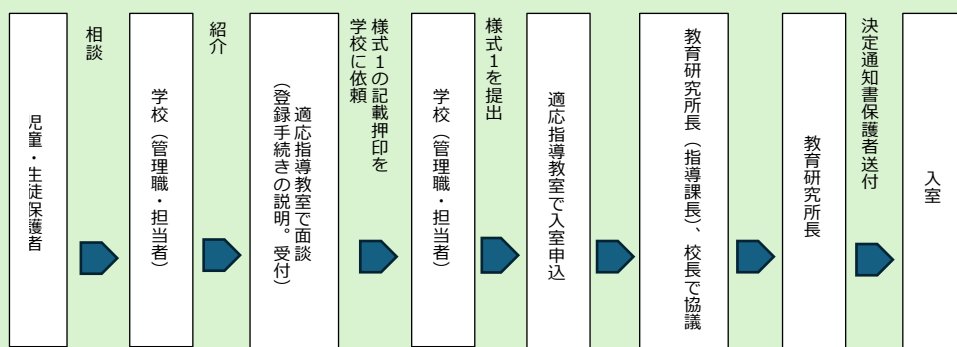 児童・生徒保護者
相談
学校（管理職・担当者）
紹介
適応指導教室で面談
（登録手続きの説明。受付）
様式1の記載押印を
学校に依頼
学校（管理職・担当者）
様式1を提出
適応指導教室で入室申込
教育研究所長（指導課長）、校長で協議
教育研究所長
決定通知書保護者送付
入室